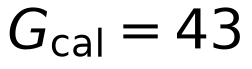 G_cal = 43